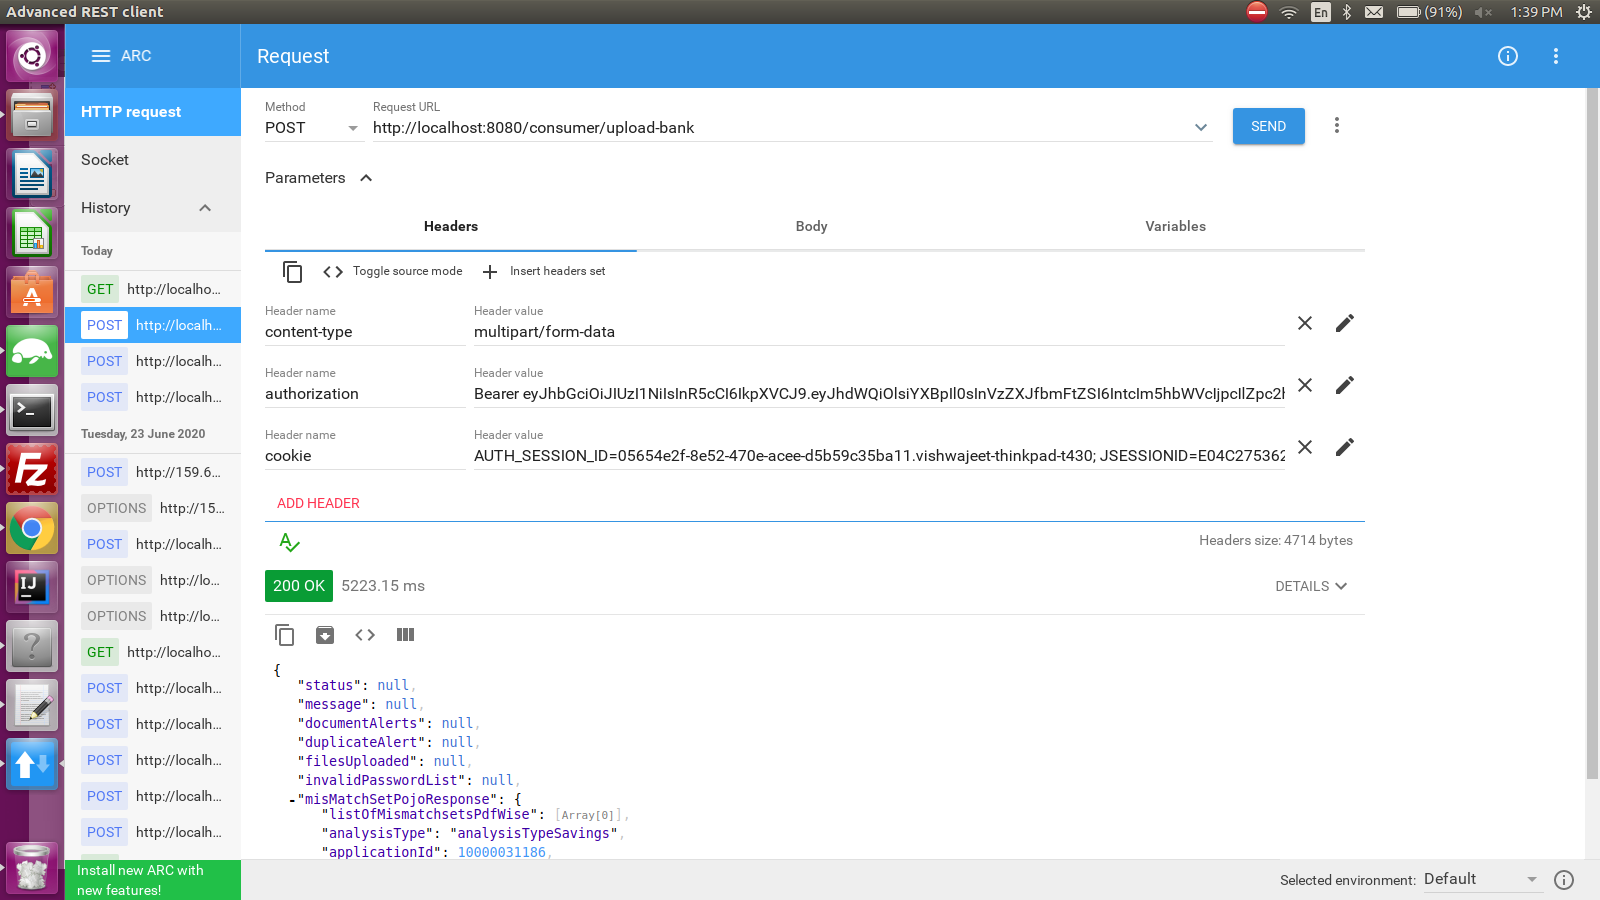 Advanced REST client
En
(91%)
1:39 PM
ARC
Request
HTTP request
Socket
History
Today
GET http://localho...
POST http://localh...
POST http://localh...
POST http://localh...
Tuesday, 23 June 2020
POST http://159.6...
OPTIONS http://15...
POST http://localh...
OPTIONS http://lo...
OPTIONS http://lo...
GET http://localho...
POST http://localh...
POST http://localh...
POST http://localh...
POST http://localh...
POST http://localh...
Install new ARC with
new features!
Method
POST
Request URL
http://localhost:8080/consumer/upload-bank
SEND
Parameters
Headers
Body
Variables
Toggle source mode
Insert headers set
Header name
content-type
Header value
multipart/form-data
Header name
authorization
Header value
Bearer
Header name
cookie
Header value
AUTH_SESSION_ID=05654e2f-8e52-470e-acee-d5b59c35ba11.vishwajeet-thinkpad-t430; JSESSIONID=E04C275362
ADD HEADER
Headers size: 4714 bytes
200 OK
5223.15 ms
DETAILS
{
"status": null,
"message": null,
"documentAlerts": null,
"duplicateAlert": null,
"filesUploaded": null,
"invalidPasswordList": null,
-"misMatchSetPojoResponse": {
"listOfMismatchsetsPdfWise": [Array[0]],
"analysisType": "analysisTypeSavings",
"applicationId": 10000031186,
Selected environment:
Default
FZ
IJ